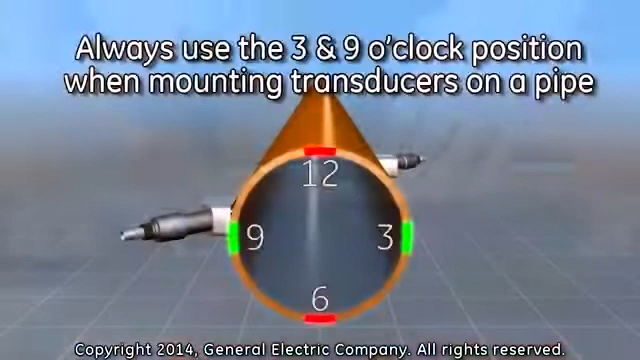 Always use the 3 & 9 o'clock position
when mounting transducers on a pipe
12
9 3
6
Copyright 2014, General Electric Company. All rights reserved.